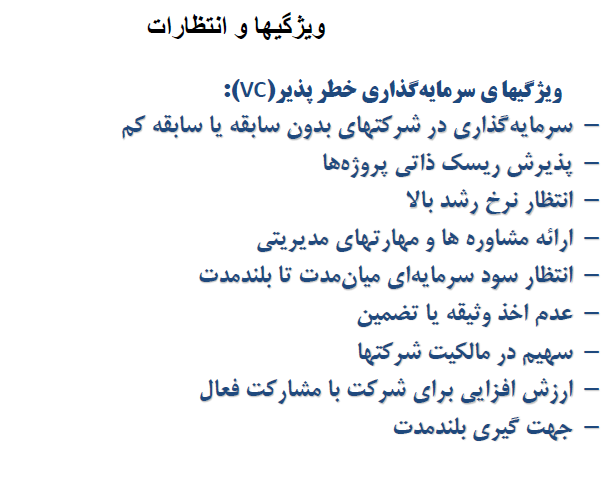 ویژگیها و انتظارات
ویژگیها ی سرمایه‌گذاری خطر پذیر(VC):
– سرمایه‌گذاری در شرکتهای بدون سابقه یا سابقه کم
– پذیرش ریسک ذاتی پروژه‌ها
– انتظار نرخ رشد بالا
– ارائه مشاوره ها و مهارتهای مدیریتی
– انتظار سود سرمایه‌ای میان‌مدت تا بلندمدت
– عدم اخذ وثیقه یا تضمین
– سهیم در مالکیت شرکتها
– ارزش افزایی برای شرکت با مشارکت فعال
– جهت گیری بلندمدت